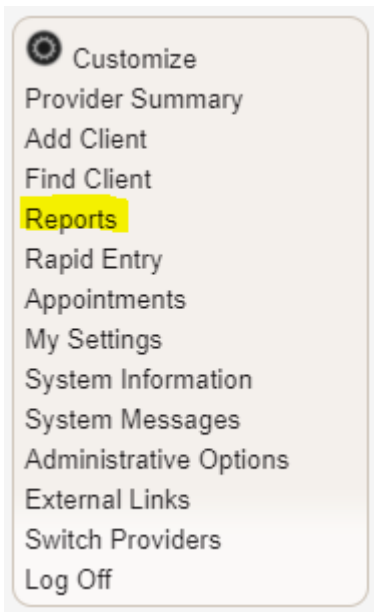 Customize
Provider Summary
Add Client
Find Client
Reports
Rapid Entry
Appointments
My Settings
System Information
System Messages
Administrative Options
External Links
Switch Providers
Log Off